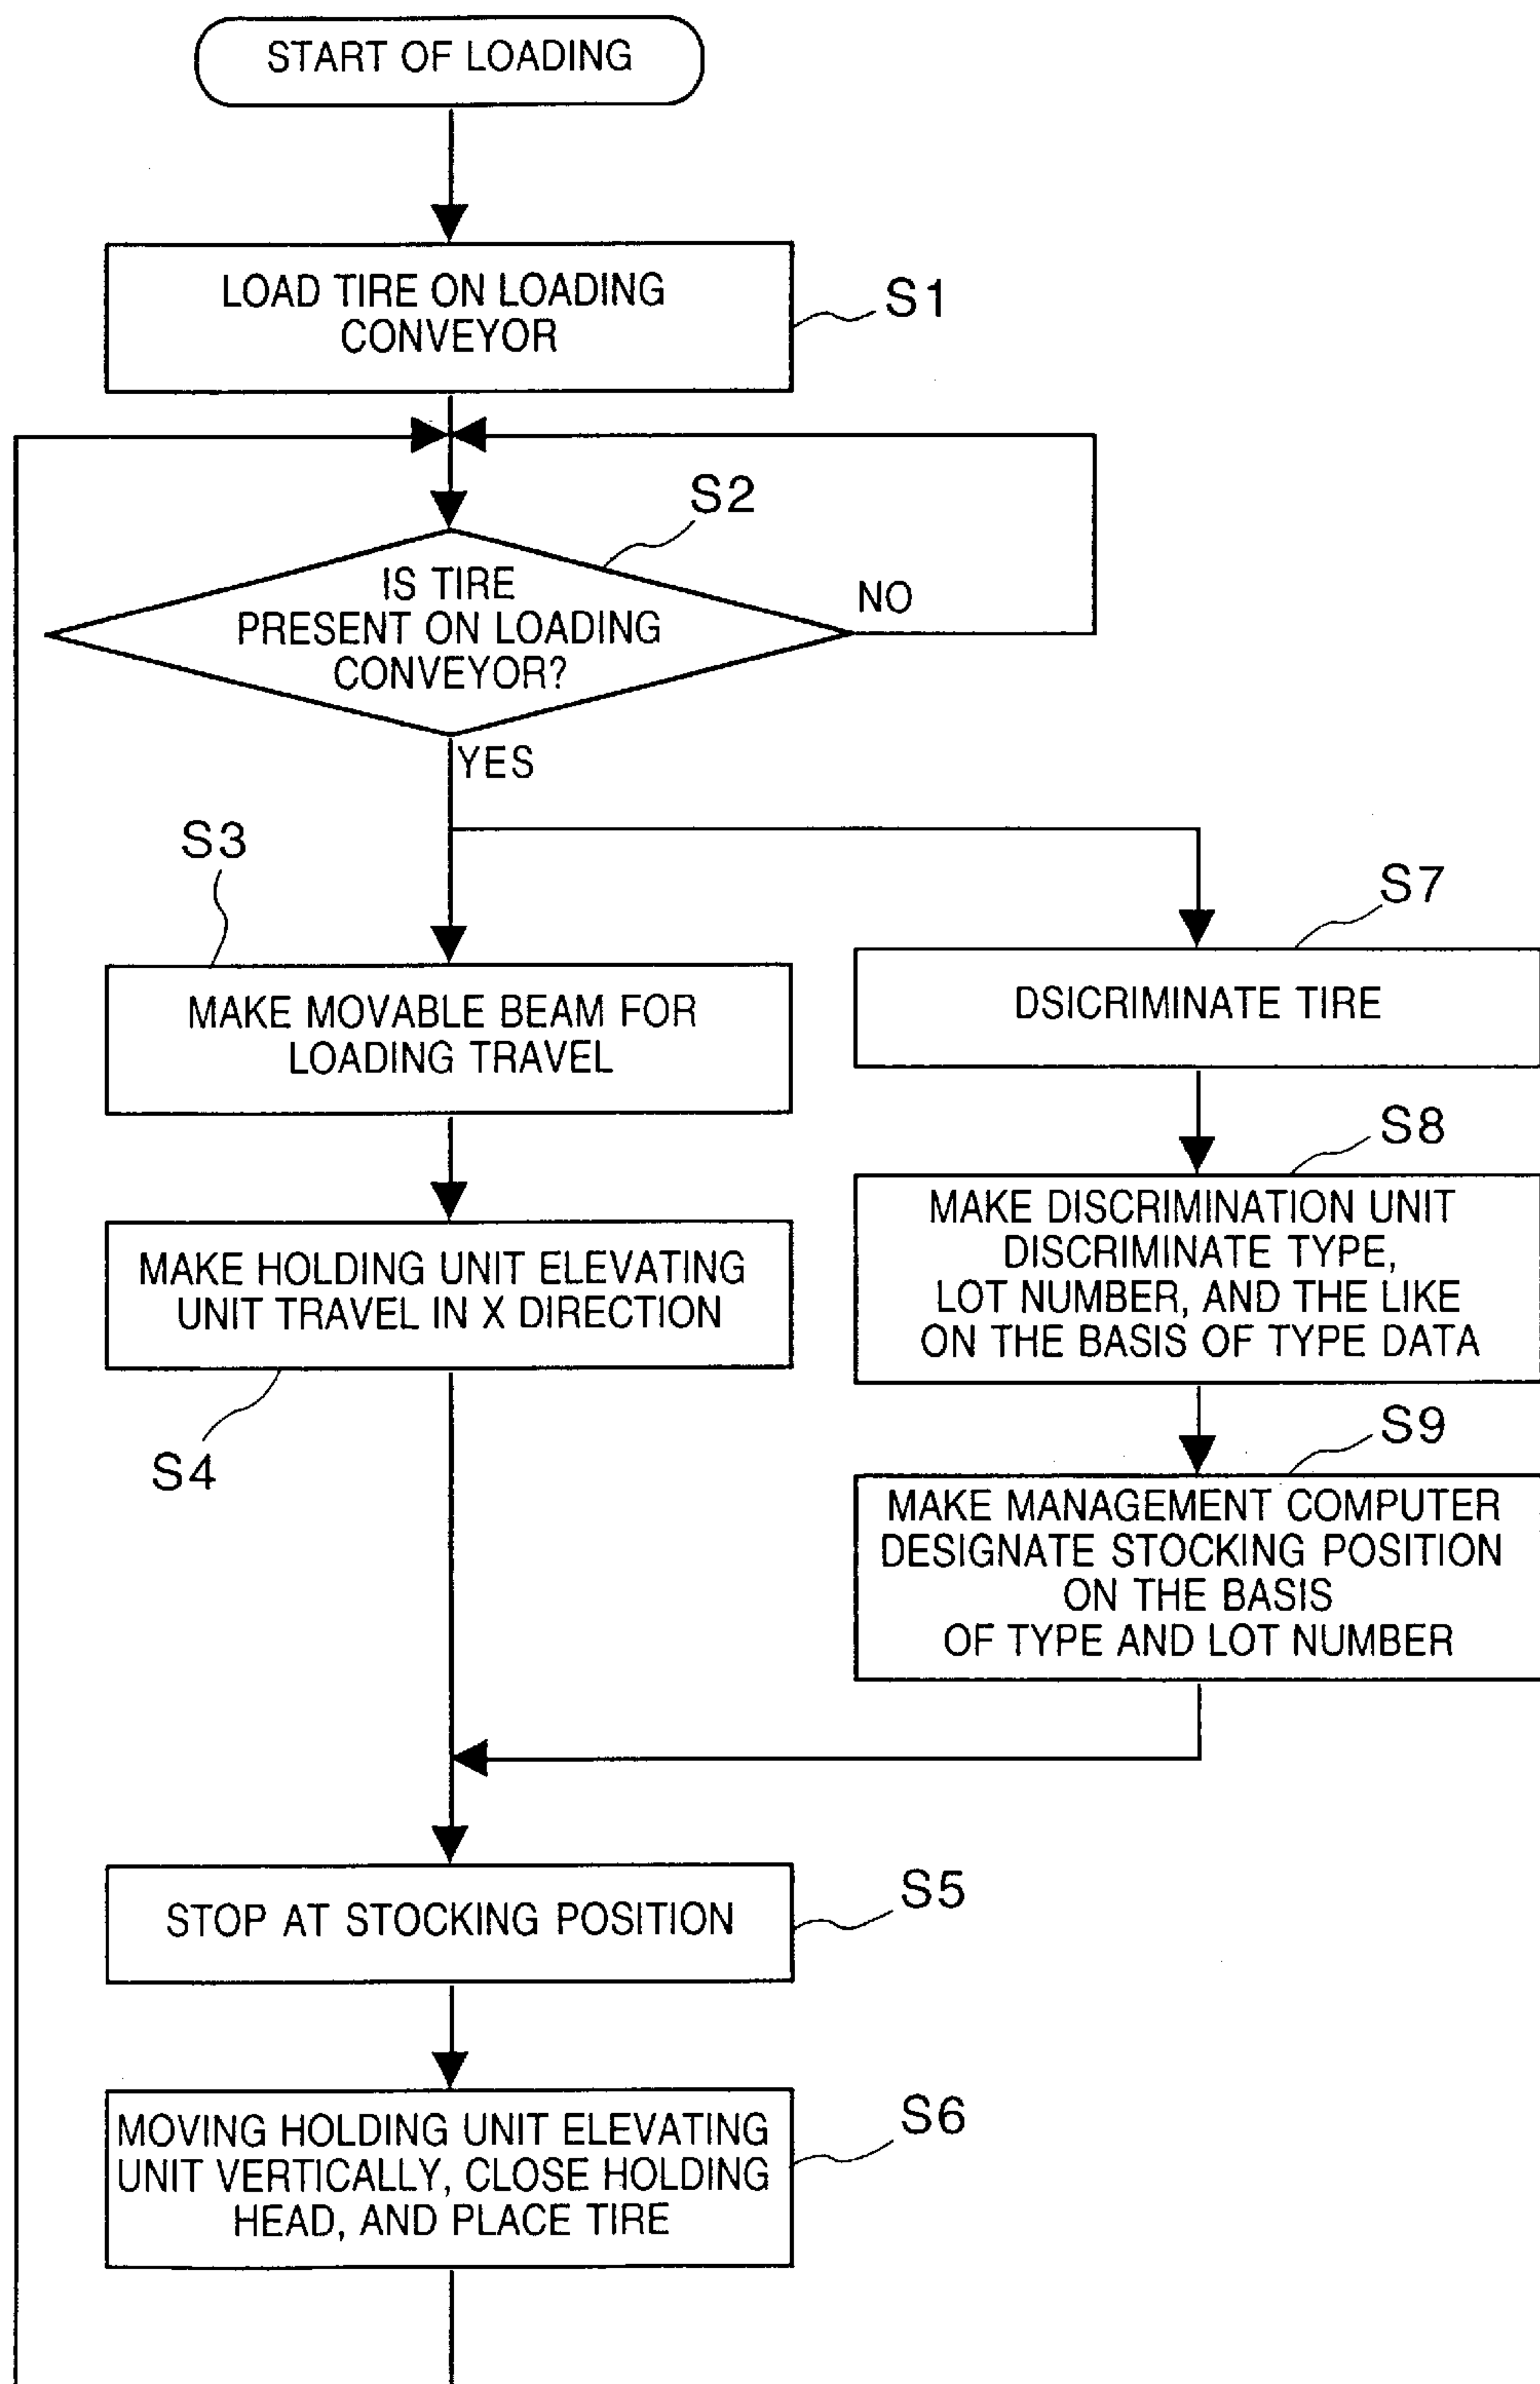 START OF LOADING
LOAD TIRE ON LOADING
CONVEYOR
S1
S2
IS TIRE
PRESENT ON LOADING
CONVEYOR?
NO
YES
S3
MAKE MOVABLE BEAM FOR
LOADING TRAVEL
MAKE HOLDING UNIT ELEVATING
UNIT TRAVEL IN X DIRECTION
S4
S7
DSICRIMINATE TIRE
S8
MAKE DISCRIMINATION UNIT
DISCRIMINATE TYPE,
LOT NUMBER, AND THE LIKE
ON THE BASIS OF TYPE DATA
S9
MAKE MANAGEMENT COMPUTER
DESIGNATE STOCKING POSITION
ON THE BASIS
OF TYPE AND LOT NUMBER
STOP AT STOCKING POSITION
S5
MOVING HOLDING UNIT ELEVATING
UNIT VERTICALLY, CLOSE HOLDING
HEAD, AND PLACE TIRE
S6